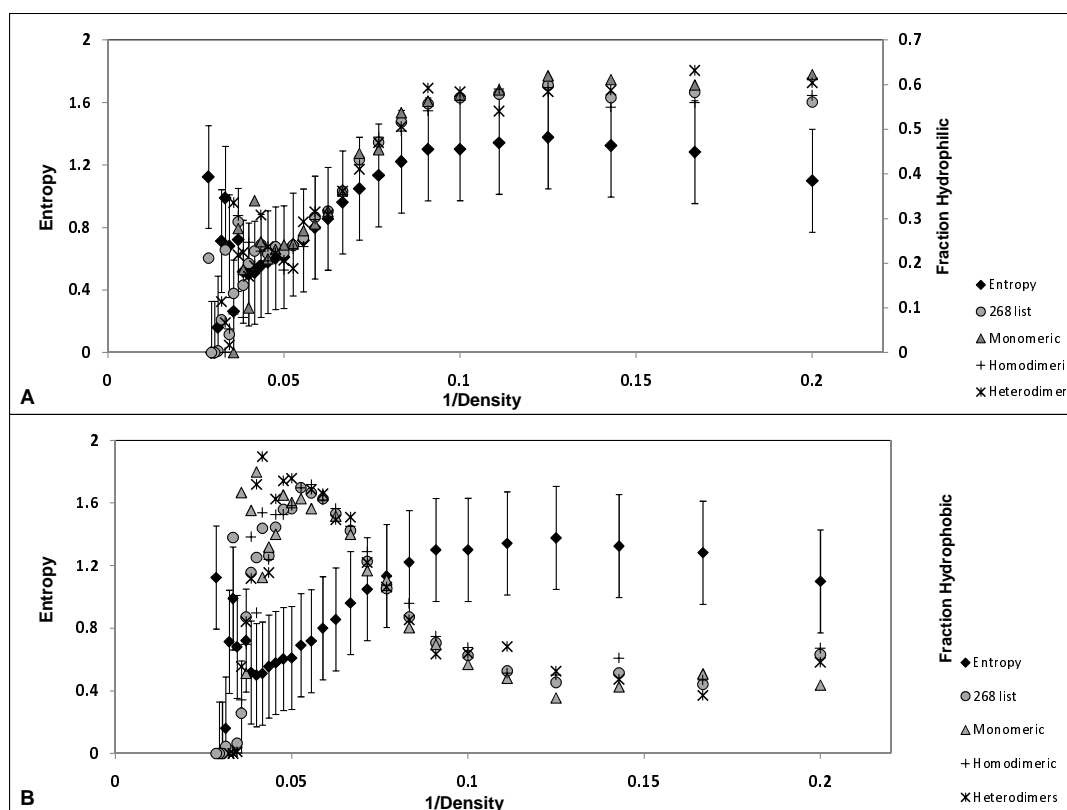 2
1.6
1.2
0.8
0.4
0
Entropy
0.7
0.6
0.5
0.4
0.3
0.2
0.1
0
Fraction Hydrophilic
0
0.05
0.1
0.15
0.2
1/Density
Entropy
268 list
Monomeric
Homodimeri
Heterodimer
A
2
1.6
1.2
0.8
0.4
0
Entropy
Fraction Hydrophobic
0
0.05
0.1
0.15
0.2
1/Density
Entropy
268 list
Monomeric
Homodimeric
Heterodimers
B